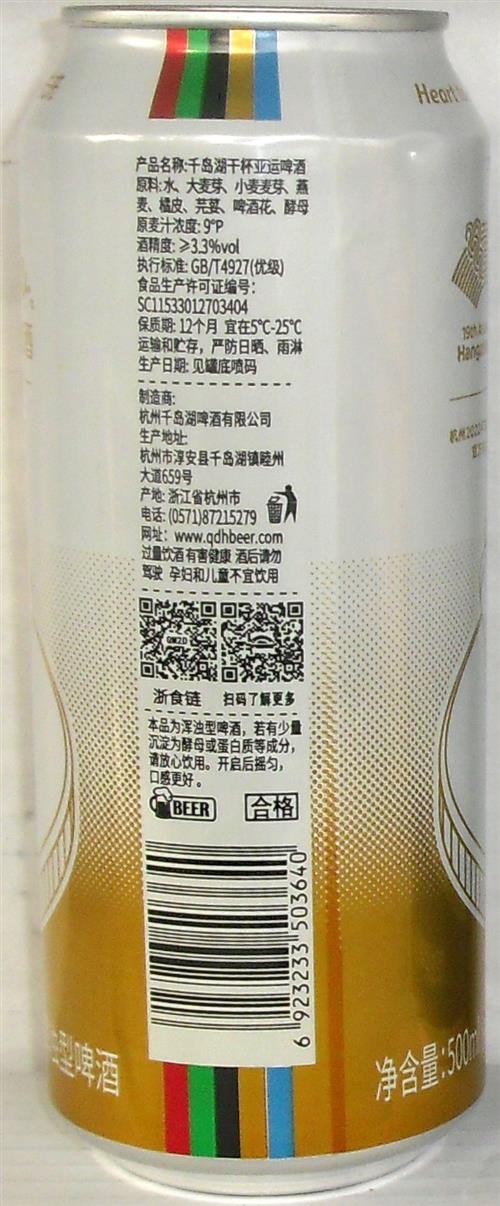 Heart
产品名称:千岛湖干杯亚运啤酒
原料:水、大麦芽、小麦麦芽、燕
麦、橘皮、芫荽、啤酒花、酵母
原麦汁浓度: 9°P
酒精度: ≥3.3%vol
执行标准: GB/T4927(优级)
食品生产许可证编号:
SC11533012703404
保质期: 12个月 宜在5℃-25℃
运输和贮存，严防日晒、雨淋
生产日期: 见罐底喷码
制造商:
杭州千岛湖啤酒有限公司
生产地址:
杭州市淳安县千岛湖镇睦州
大道659号
产地: 浙江省杭州市
电话: (0571)87215279
网址: www.qdhbeer.com
过量饮酒有害健康 酒后请勿
驾驶 孕妇和儿童不宜饮用
浙食链 扫码了解更多
本品为浑浊型啤酒，若有少量
沉淀为酵母或蛋白质等成分，
请放心饮用。开启后摇匀，
口感更好。
BEER 合格
6 923233 503640
19th
Hang
杭州2022
型啤酒
净含量:500m